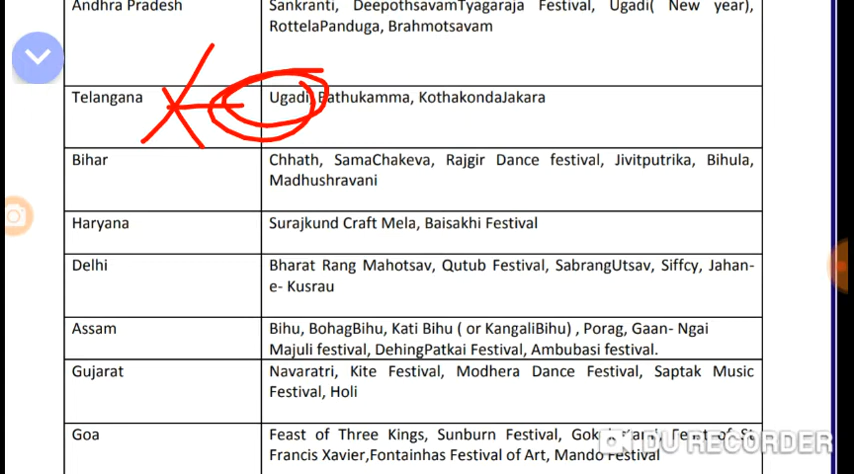 Andhra Pradesh
Sankranti, DeepothsavamTyagaraja Festival, Ugadi( New year),
RottelaPanduga, Brahmotsavam
Telangana
Ugadi, Bathukamma, KothakondaJakara
Bihar
Chhath, SamaChakeva, Rajgir Dance festival, Jivitputrika, Bihula,
Madhushravani
Haryana
Surajkund Craft Mela, Baisakhi Festival
Delhi
Bharat Rang Mahotsav, Qutub Festival, SabrangUtsav, Siffcy, Jahan-
e- Kusrau
Assam
Bihu, BohagBihu, Kati Bihu ( or KangaliBihu) , Porag, Gaan- Ngai
Majuli festival, DehingPatkai Festival, Ambubasi festival.
Gujarat
Navaratri, Kite Festival, Modhera Dance Festival, Saptak Music
Festival, Holi
Goa
Feast of Three Kings, Sunburn Festival, Feast of St
Francis Xavier,Fontainhas Festival of Art, Mando Festival
DU RECORDER